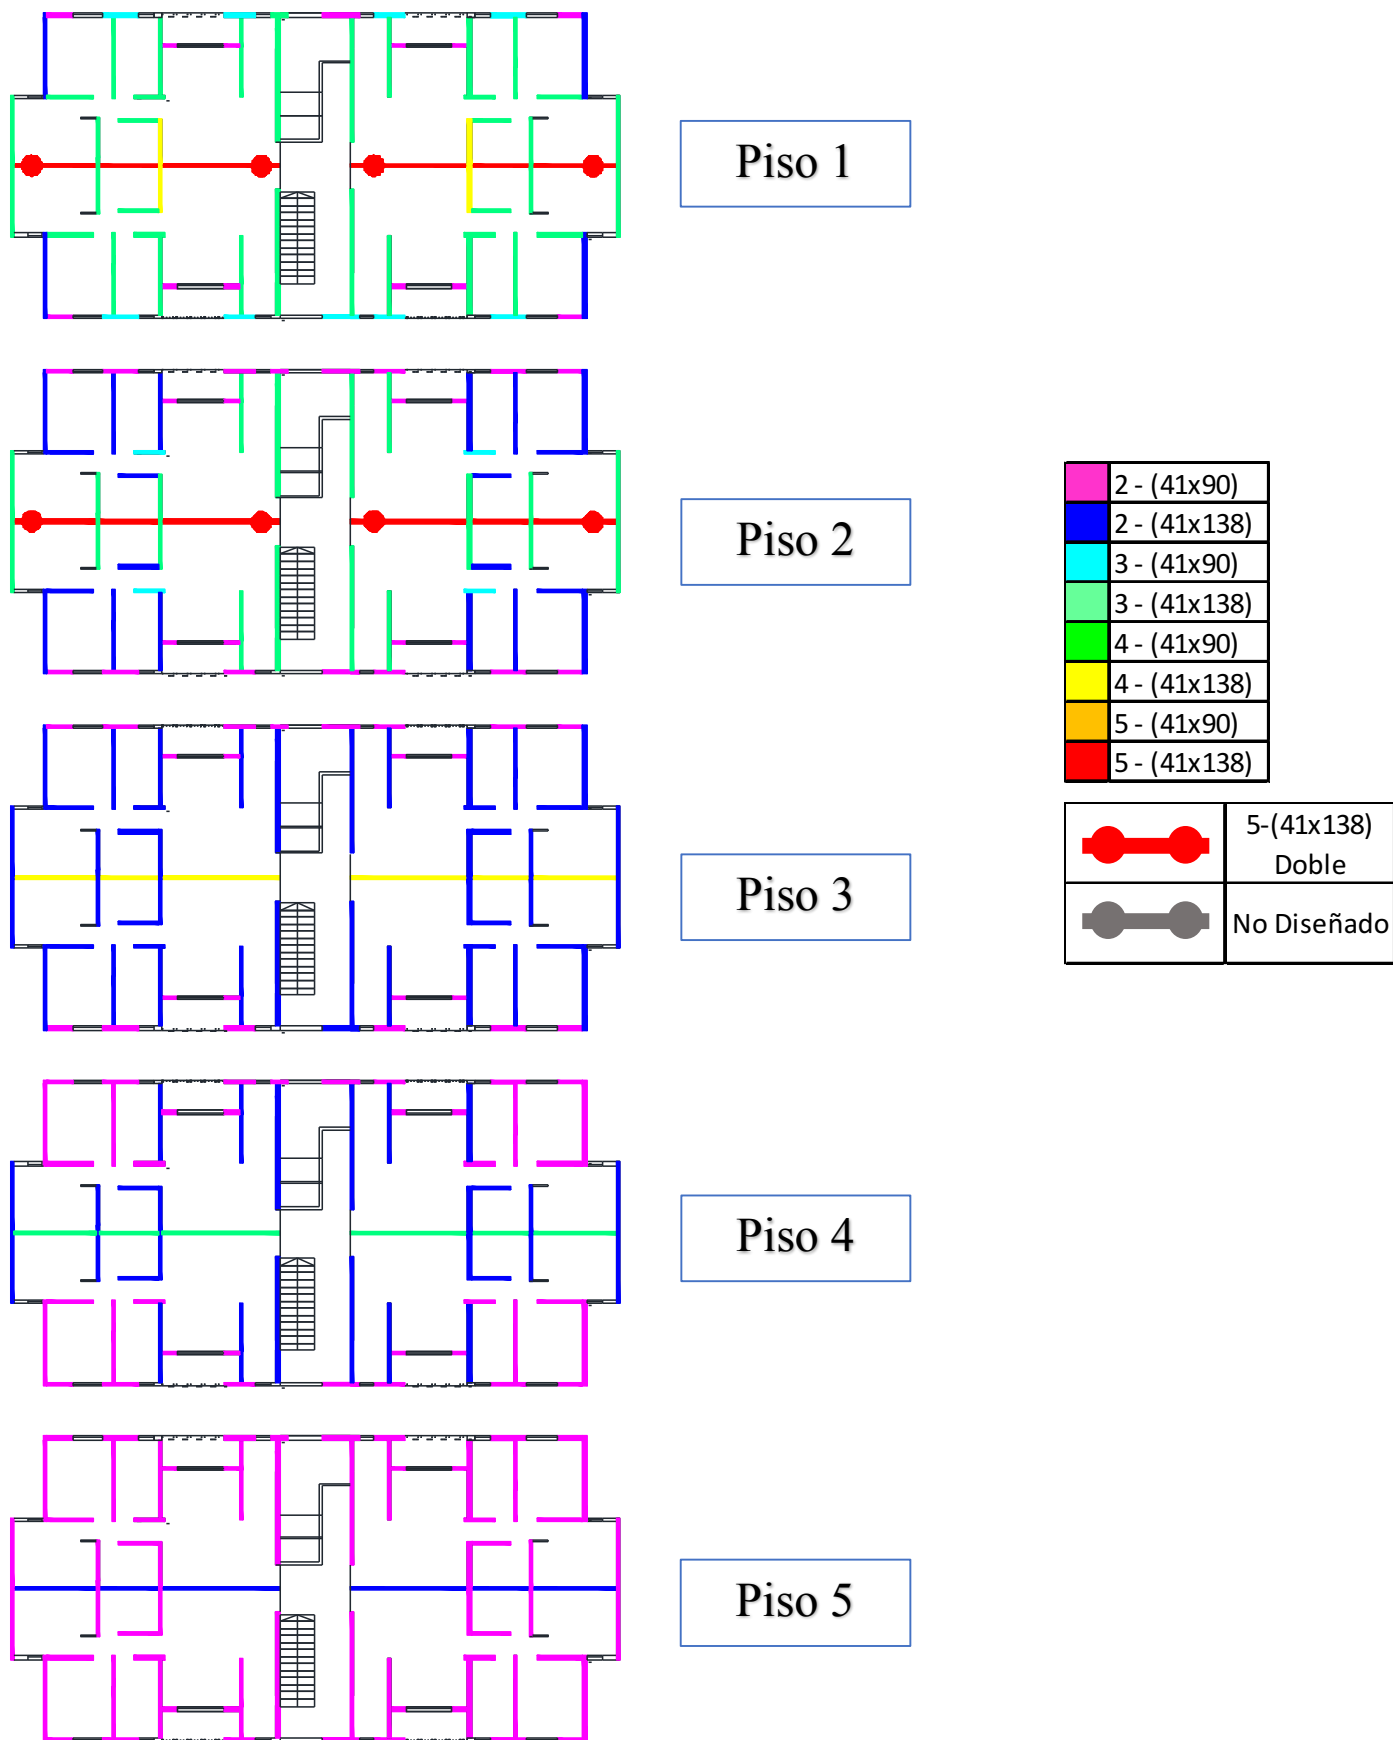 Piso 1
Piso 2
Piso 3
Piso 4
Piso 5
2 - (41x90)
2 - (41x138)
3 - (41x90)
3 - (41x138)
4 - (41x90)
4 - (41x138)
5 - (41x90)
5 - (41x138)
5-(41x138)
Doble
No Diseñado